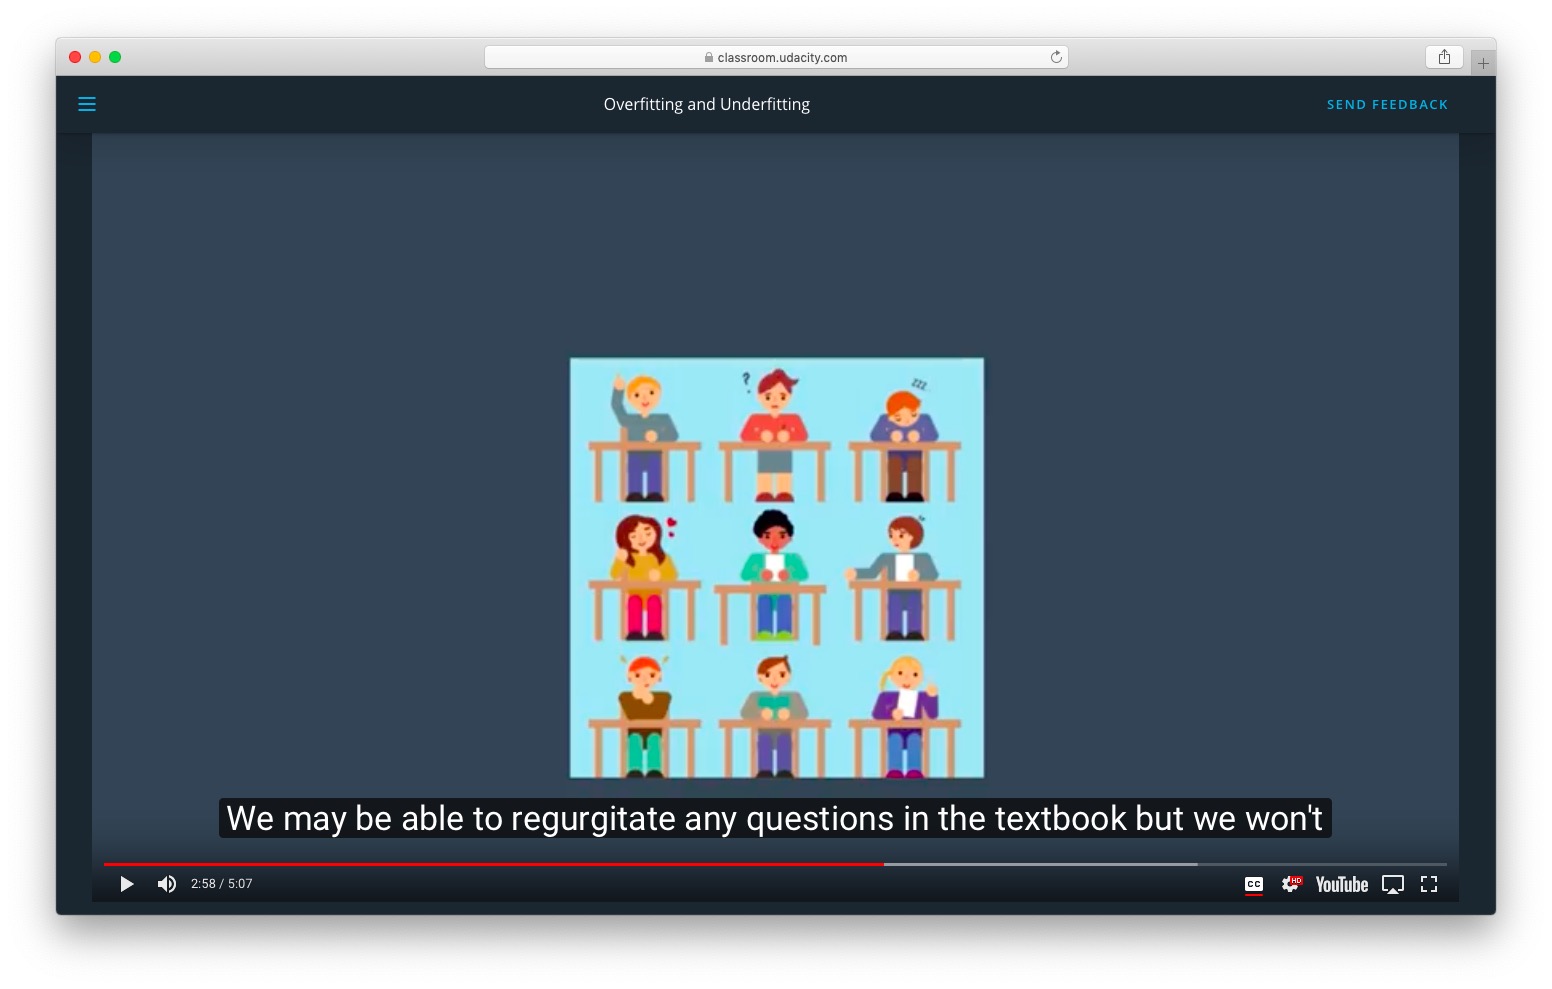 classroom.udacity.com
Overfitting and Underfitting
SEND FEEDBACK
?
zzz
We may be able to regurgitate any questions in the textbook but we won't
2:58 / 5:07
CC
HD
YouTube